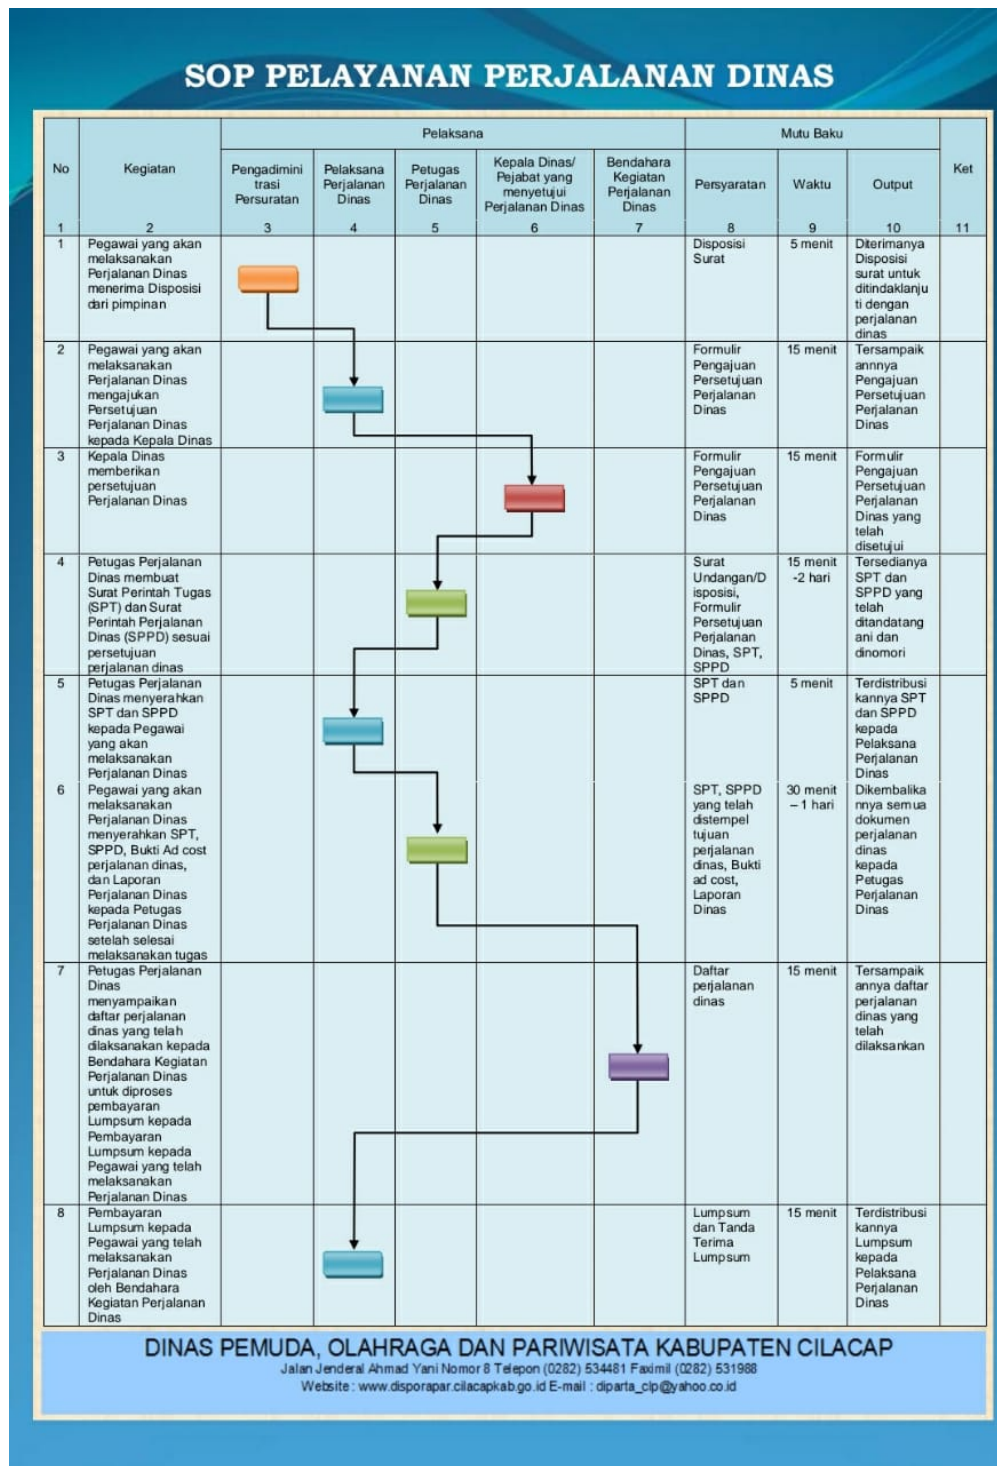 SOP PELAYANAN PERJALANAN DINAS
No
Kegiatan
Pelaksana
Mutu Baku
Ket
Pengadimini
trasi
Persuratan
Pelaksana
Perjalanan
Dinas
Petugas
Perjalanan
Dinas
Kepala Dinas/
Pejabat yang
menyetujui
Perjalanan Dinas
Bendahara
Kegiatan
Perjalanan
Dinas
Persyaratan
Waktu
Output
1 2 3 4 5 6 7 8 9 10 11
1
Pegawai yang akan
melaksanakan
Perjalanan Dinas
menerima Disposisi
dari pimpinan
Disposisi
Surat
5 menit
Diterimanya
Disposisi
surat untuk
ditindaklanju
ti dengan
perjalanan
dinas
2
Pegawai yang akan
melaksanakan
Perjalanan Dinas
mengajukan
Persetujuan
Perjalanan Dinas
kepada Kepala Dinas
Formulir
Pengajuan
Persetujuan
Perjalanan
Dinas
15 menit
Tersampaik
annnya
Pengajuan
Persetujuan
Perjalanan
Dinas
3
Kepala Dinas
memberikan
persetujuan
Perjalanan Dinas
Formulir
Pengajuan
Persetujuan
Perjalanan
Dinas
15 menit
Formulir
Pengajuan
Persetujuan
Perjalanan
Dinas yang
telah
disetujui
4
Petugas Perjalanan
Dinas membuat
Surat Perintah Tugas
(SPT) dan Surat
Perintah Perjalanan
Dinas (SPPD) sesuai
persetujuan
perjalanan dinas
Surat
Undangan/D
isposisi,
Formulir
Persetujuan
Perjalanan
Dinas, SPT,
SPPD
15 menit
-2 hari
Tersedianya
SPT dan
SPPD yang
telah
ditandatang
ani dan
dinomori
5
Petugas Perjalanan
Dinas menyerahkan
SPT dan SPPD
kepada Pegawai
yang akan
melaksanakan
Perjalanan Dinas
SPT dan
SPPD
5 menit
Terdistribusi
kannya SPT
dan SPPD
kepada
Pelaksana
Perjalanan
Dinas
6
Pegawai yang akan
melaksanakan
Perjalanan Dinas
menyerahkan SPT,
SPPD, Bukti Ad cost
perjalanan dinas,
dan Laporan
Perjalanan Dinas
kepada Petugas
Perjalanan Dinas
setelah selesai
melaksanakan tugas
SPT, SPPD
yang telah
distempel
tujuan
perjalanan
dinas, Bukti
ad cost,
Laporan
Dinas
30 menit
– 1 hari
Dikembalika
nnya semua
dokumen
perjalanan
dinas
kepada
Petugas
Perjalanan
Dinas
7
Petugas Perjalanan
Dinas
menyampaikan
daftar perjalanan
dinas yang telah
dilaksanakan kepada
Bendahara Kegiatan
Perjalanan Dinas
untuk diproses
pembayaran
Lumpsum kepada
Pembayaran
Lumpsum kepada
Pegawai yang telah
melaksanakan
Perjalanan Dinas
Daftar
perjalanan
dinas
15 menit
Tersampaik
annya daftar
perjalanan
dinas yang
telah
dilaksankan
8
Pembayaran
Lumpsum kepada
Pegawai yang telah
melaksanakan
Perjalanan Dinas
oleh Bendahara
Kegiatan Perjalanan
Dinas
Lumpsum
dan Tanda
Terima
Lumpsum
15 menit
Terdistribusi
kannya
Lumpsum
kepada
Pelaksana
Perjalanan
Dinas
DINAS PEMUDA, OLAHRAGA DAN PARIWISATA KABUPATEN CILACAP
Jalan Jenderal Ahmad Yani Nomor 8 Telepon (0282) 534481 Faximil (0282) 531988
Website : www.disporapar.cilacapkab.go.id E-mail : diparta_clp@yahoo.co.id